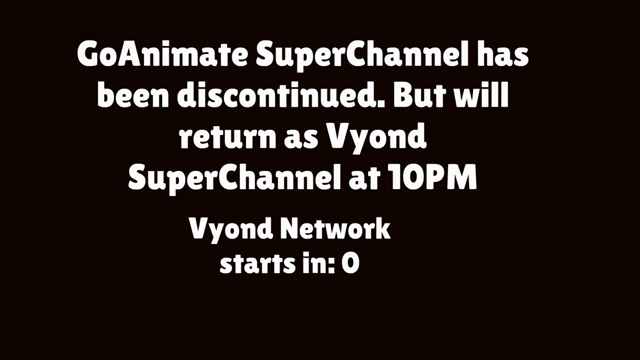 GoAnimate SuperChannel has
been discontinued. But will
return as Vyond
SuperChannel at 10PM
Vyond Network
starts in: 0